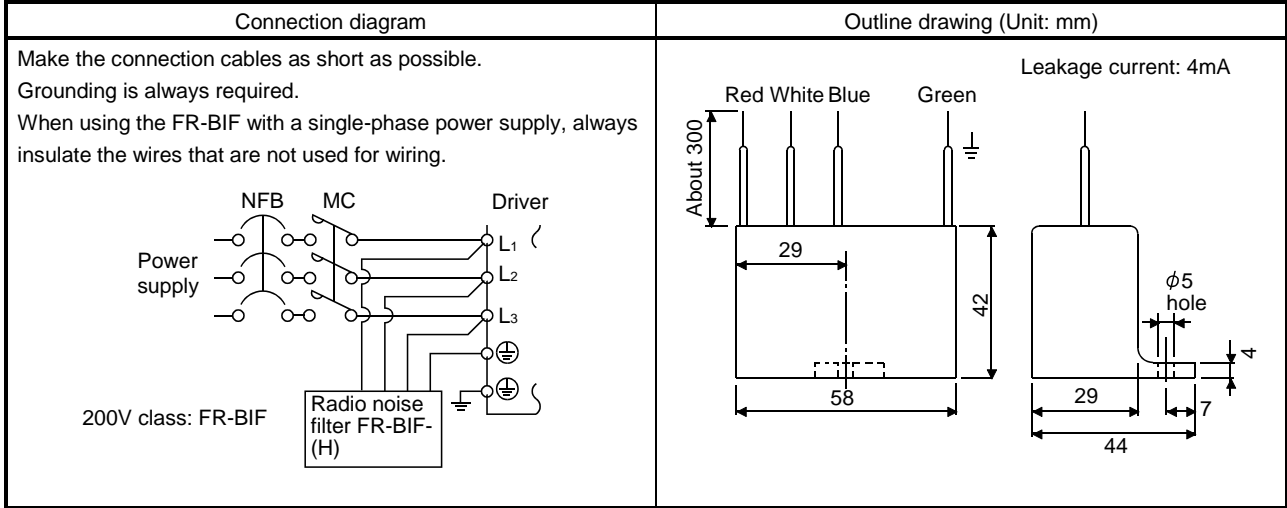 Connection diagram
Outline drawing (Unit: mm)
Make the connection cables as short as possible.
Grounding is always required.
When using the FR-BIF with a single-phase power supply, always
insulate the wires that are not used for wiring.
NFB
MC
Driver
Power
supply
L1
L2
L3
200V class: FR-BIF
Radio noise
filter FR-BIF-
(H)
Leakage current: 4mA
Red White Blue
Green
About 300
29
42
58
ϕ5
hole
4
29
7
44